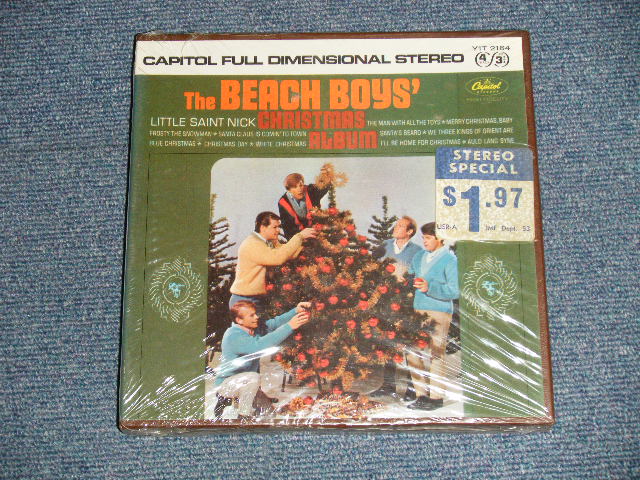 CAPITOL FULL DIMENSIONAL STEREO
Y1T 2164
4
3¾
Capitol
The BEACH BOYS'
CHRISTMAS
ALBUM
LITTLE SAINT NICK
THE MAN WITH ALL THE TOYS ★ MERRY CHRISTMAS, BABY
FROSTY THE SNOWMAN ★ SANTA CLAUS IS COMIN' TO TOWN
SANTA'S BEARD ★ WE THREE KINGS OF ORIENT ARE
BLUE CHRISTMAS ★ CHRISTMAS DAY ★ WHITE CHRISTMAS
I'LL BE HOME FOR CHRISTMAS ★ AULD LANG SYNE
STEREO
SPECIAL
$1.97
USR-A
Dept. 53